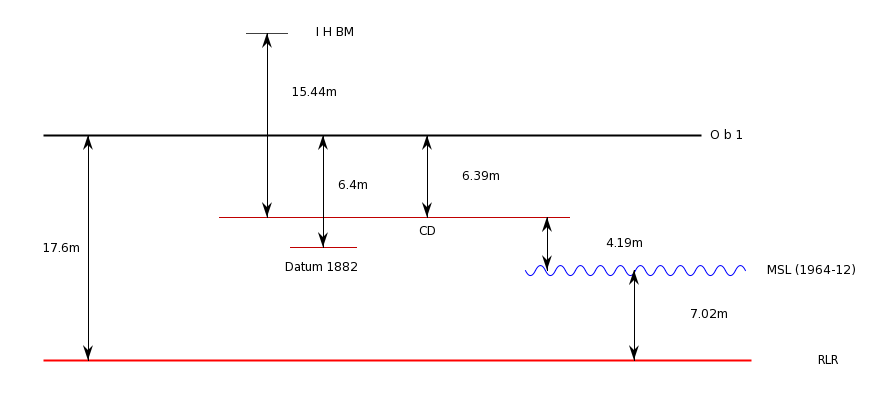 I H BM
15.44m
O b 1
6.39m
6.4m
CD
4.19m
17.6m
Datum 1882
MSL (1964-12)
7.02m
RLR